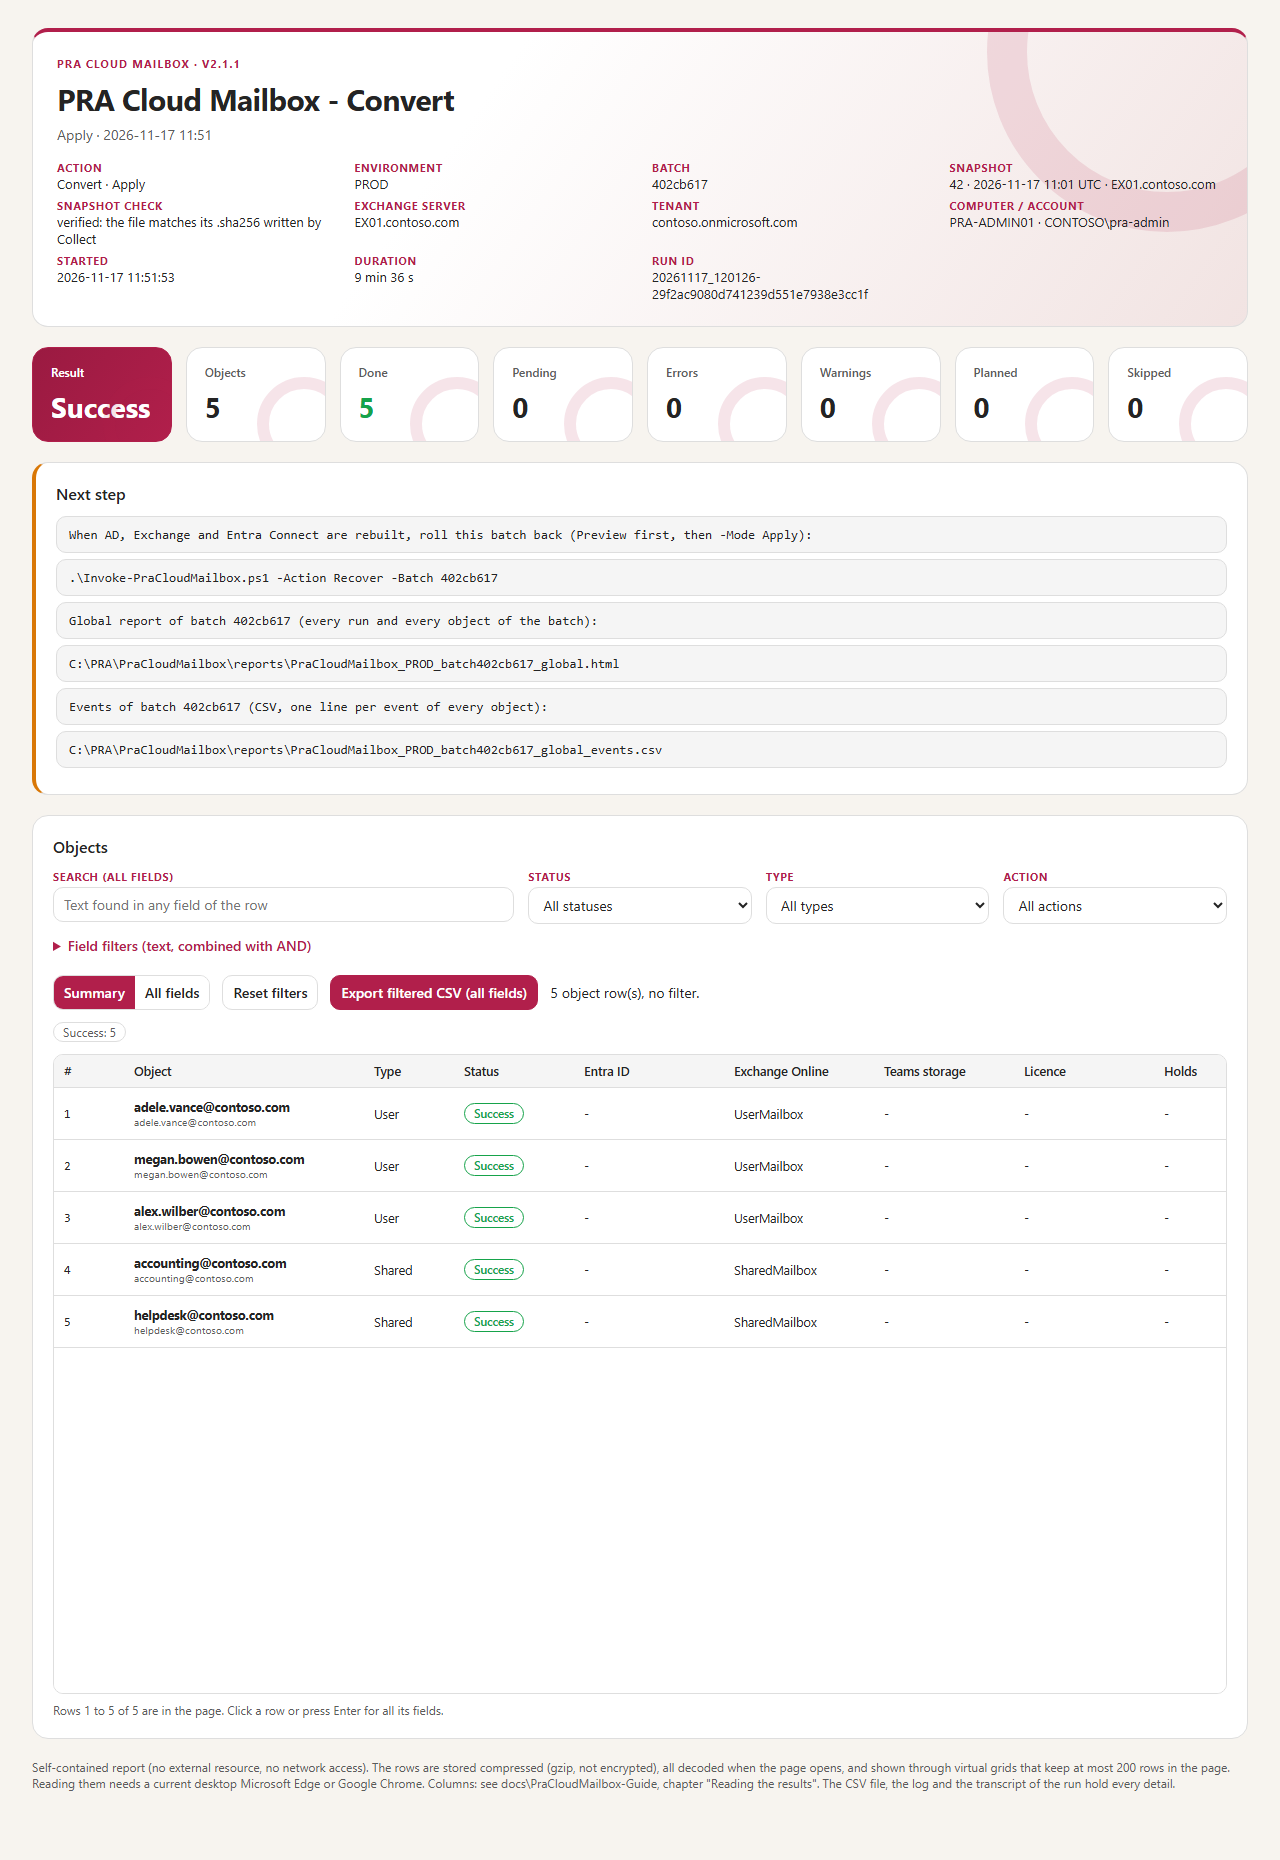 PRA CLOUD MAILBOX · V2.1.1
PRA Cloud Mailbox - Convert
Apply · 2026-11-17 11:51
ACTION
Convert · Apply
ENVIRONMENT
PROD
BATCH
402cb617
SNAPSHOT
42 · 2026-11-17 11:01 UTC · EX01.contoso.com
SNAPSHOT CHECK
verified: the file matches its .sha256 written by
Collect
EXCHANGE SERVER
EX01.contoso.com
TENANT
contoso.onmicrosoft.com
COMPUTER / ACCOUNT
PRA-ADMIN01 · CONTOSO\pra-admin
STARTED
2026-11-17 11:51:53
DURATION
9 min 36 s
RUN ID
20261117_120126-
29f2ac9080d741239d551e7938e3cc1f
Result
Success
Objects
5
Done
5
Pending
0
Errors
0
Warnings
0
Planned
0
Skipped
0
Next step
When AD, Exchange and Entra Connect are rebuilt, roll this batch back (Preview first, then -Mode Apply):
.\Invoke-PraCloudMailbox.ps1 -Action Recover -Batch 402cb617
Global report of batch 402cb617 (every run and every object of the batch):
C:\PRA\PraCloudMailbox\reports\PraCloudMailbox_PROD_batch402cb617_global.html
Events of batch 402cb617 (CSV, one line per event of every object):
C:\PRA\PraCloudMailbox\reports\PraCloudMailbox_PROD_batch402cb617_global_events.csv
Objects
SEARCH (ALL FIELDS)
Text found in any field of the row
STATUS
All statuses
TYPE
All types
ACTION
All actions
Field filters (text, combined with AND)
Summary All fields Reset filters Export filtered CSV (all fields) 5 object row(s), no filter.
Success: 5
# Object Type Status Entra ID Exchange Online Teams storage Licence Holds
1 adele.vance@contoso.com User Success - UserMailbox - - -
adele.vance@contoso.com
2 megan.bowen@contoso.com User Success - UserMailbox - - -
megan.bowen@contoso.com
3 alex.wilber@contoso.com User Success - UserMailbox - - -
alex.wilber@contoso.com
4 accounting@contoso.com Shared Success - SharedMailbox - - -
accounting@contoso.com
5 helpdesk@contoso.com Shared Success - SharedMailbox - - -
helpdesk@contoso.com
Rows 1 to 5 of 5 are in the page. Click a row or press Enter for all its fields.
Self-contained report (no external resource, no network access). The rows are stored compressed (gzip, not encrypted), all decoded when the page opens, and shown through virtual grids that keep at most 200 rows in the page.
Reading them needs a current desktop Microsoft Edge or Google Chrome. Columns: see docs\PraCloudMailbox-Guide, chapter "Reading the results". The CSV file, the log and the transcript of the run hold every detail.